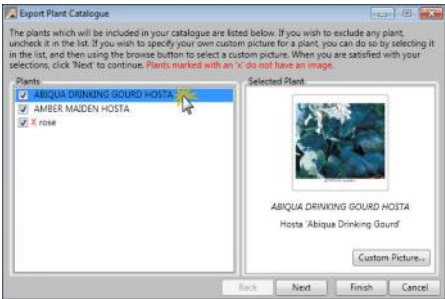 Export Plant Catalogue
The plants which will be included in your catalogue are listed below. If you wish to exclude any plant,
uncheck it in the list. If you wish to specify your own custom picture for a plant, you can do so by selecting it
in the list, and then using the browse button to select a custom picture. When you are satisfied with your
selections, click 'Next' to continue. Plants marked with an 'x' do not have an image.
Plants
ABIQUA DRINKING GOURD HOSTA
AMBER MAIDEN HOSTA
X rose
Selected Plant
ABIQUA DRINKING GOURD HOSTA
Hosta 'Abiqua Drinking Gourd'
Custom Picture...
Back Next Finish Cancel